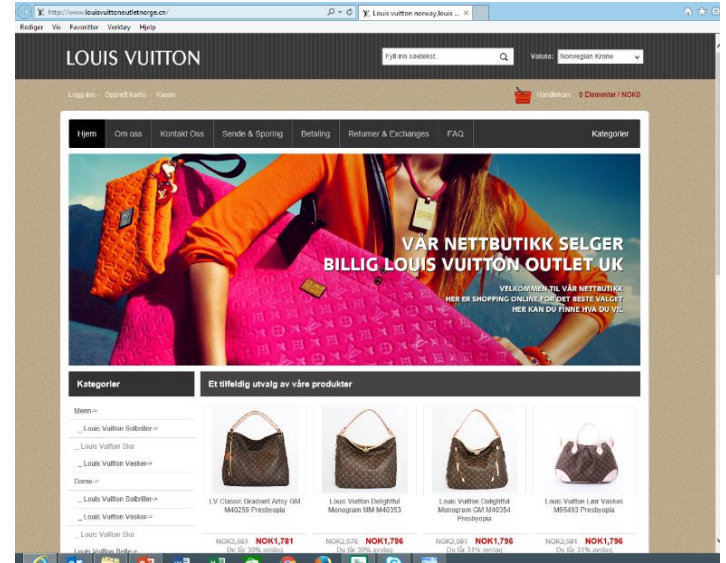 http://www.louisvuittonoutletnorge.cn/
Louis vuitton nerway,louis ...
Rediger Vis Favoritter Verktøy Hjelp
LOUIS VUITTON
Fyll inn søketekst.
Valuta: Norwegian Krone
Logg inn - Opprett konto - Kasse
Handlekurv 0 Elementer / NOK0
Hjem Om oss Kontakt Oss Sende & Sporing Betaling Returner & Exchanges FAQ Kategorier
VÅR NETTBUTIKK SELGER
BILLIG LOUIS VUITTON OUTLET UK
VELKOMMEN TIL VÅR NETTBUTIKK
HER ER SHOPPING ONLINE FOR DET BESTE VALGET
HER KAN DU FINNE HVA DU VIL
Kategorier
Menn->
_ Louis Vuitton Solbriller->
_ Louis Vuitton Sko
_ Louis Vuitton Vesker->
Dame->
_ Louis Vuitton Solbriller->
_ Louis Vuitton Vesker->
_ Louis Vuitton Sko
Louis Vuitton Belte->
Et tilfeldig utvalg av våre produkter
LV Classic Gradient Artsy GM
M40259 Presbyopia
NOK2,561 NOK1,781
Du får 30% avslag
Louis Vuitton Delightful
Monogram MM M40353
NOK2,576 NOK1,796
Du får 30% avslag
Louis Vuitton Delightful
Monogram GM M40354
Presbyopia
NOK2,591 NOK1,796
Du får 31% avslag
Louis Vuitton Lær Veskes
M95493 Presbyopia
NOK2,591 NOK1,796
Du får 31% avslag